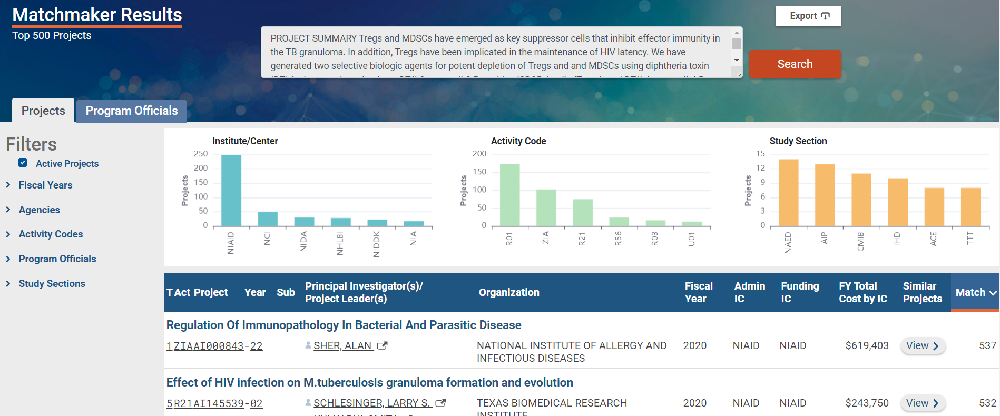 Matchmaker Results
Top 500 Projects
Export
PROJECT SUMMARY Tregs and MDSCs have emerged as key suppressor cells that inhibit effector immunity in
the TB granuloma. In addition, Tregs have been implicated in the maintenance of HIV latency. We have
generated two selective biologic agents for potent depletion of Tregs and and MDSCs using diphtheria toxin
Search
Projects
Program Officials
Filters
Active Projects
Fiscal Years
Agencies
Activity Codes
Program Officials
Study Sections
Institute/Center
Projects
250
200
150
100
50
0
NIAID
NCI
NIDA
NHLBI
NIDDK
NIA
Activity Code
Projects
200
150
100
50
0
R01
ZIA
R21
R56
R03
U01
Study Section
Projects
15
12
9
6
3
0
NAED
AIP
CMIB
IHD
ACE
TTT
T Act Project Year Sub Principal Investigator(s)/ Project Leader(s) Organization Fiscal Year Admin IC Funding IC FY Total Cost by IC Similar Projects Match
Regulation Of Immunopathology In Bacterial And Parasitic Disease
1ZIAAI000843-22 SHER, ALAN NATIONAL INSTITUTE OF ALLERGY AND 2020 NIAID NIAID $619,403 View 537
INFECTIOUS DISEASES
Effect of HIV infection on M.tuberculosis granuloma formation and evolution
5R21AI145539-02 SCHLESINGER, LARRY S. TEXAS BIOMEDICAL RESEARCH 2020 NIAID NIAID $243,750 View 532
INSTITUTE